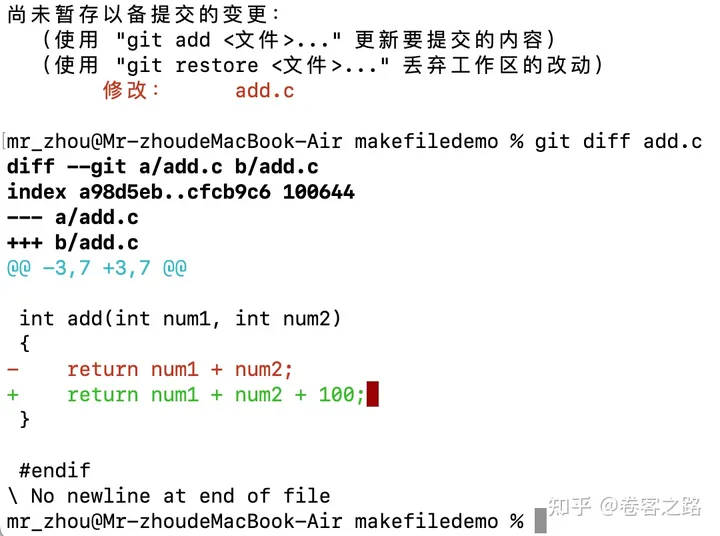 尚未暂存以备提交的变更：
（使用 "git add <文件>..." 更新要提交的内容）
（使用 "git restore <文件>..." 丢弃工作区的改动）
修改：     add.c
[mr_zhou@Mr-zhoudeMacBook-Air makefiledemo % git diff add.c
diff --git a/add.c b/add.c
index a98d5eb..cfcb9c6 100644
--- a/add.c
+++ b/add.c
@@ -3,7 +3,7 @@
 int add(int num1, int num2)
 {
-    return num1 + num2;
+    return num1 + num2 + 100;
 }
 #endif
\ No newline at end of file
mr_zhou@Mr-zhoudeMacBook-Air makefiledemo %
知乎 @卷客之路